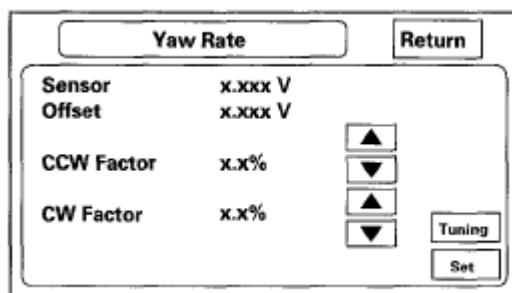 Yaw Rate Return
Sensor x.xxx V
Offset x.xxx V
CCW Factor x.x%
CW Factor x.x%
Tuning
Set